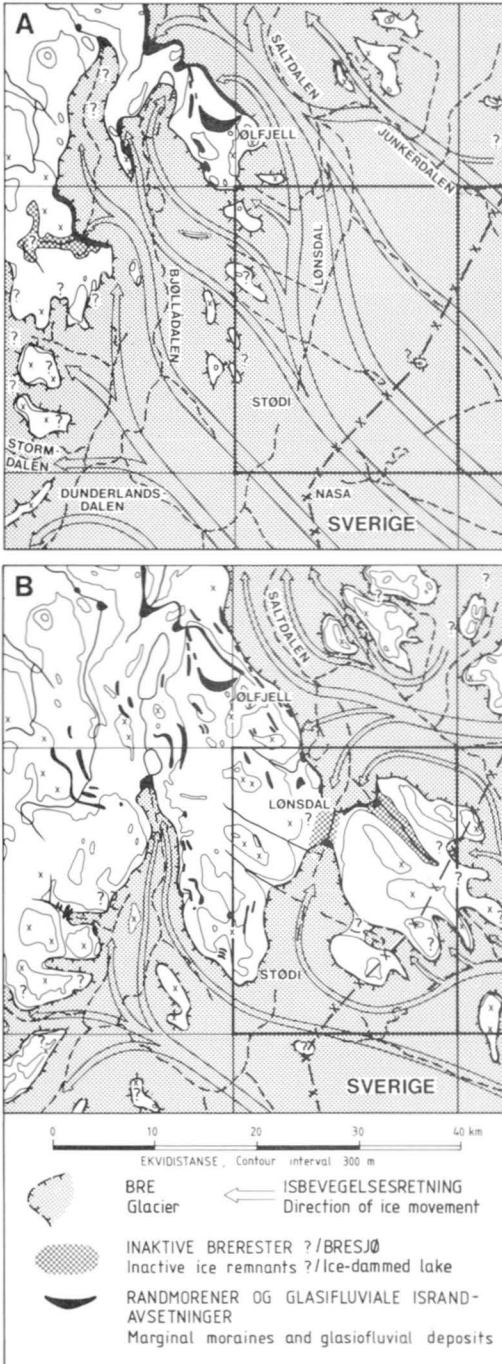 A
SALTDALEN
JUNKERDALEN
ØLFJELL
LØNSDAL
BJØLLÅDALEN
STØDI
STORM-
DALEN
DUNDERLANDS-
DALEN
NASA
SVERIGE
B
SALTDALEN
ØLFJELL
LØNSDAL
STØDI
SVERIGE
0 10 20 30 40 km
EKVIDISTANSE, Contour interval 300 m
BRE
Glacier
ISBEVEGELSESRETNING
Direction of ice movement
INAKTIVE BRERESTER ?/BRESJØ
Inactive ice remnants ?/Ice-dammed lake
RANDMORENER OG GLASIFLUVIALE ISRAND-
AVSETNINGER
Marginal moraines and glasiofluvial deposits